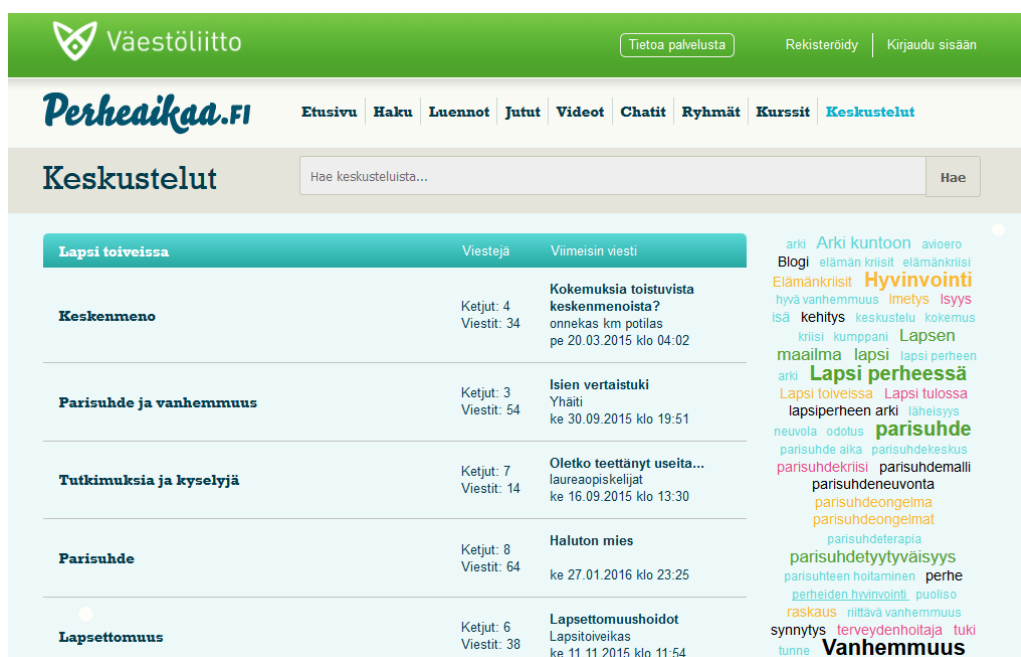 Väestöliitto
Tietoa palvelusta
Rekisteröidy
Kirjaudu sisään
Perheaikaa.FI
Etusivu Haku Luennot Jutut Videot Chatit Ryhmät Kurssit Keskustelut
Keskustelut
Hae keskusteluista...
Hae
Lapsi toiveissa Viestejä Viimeisin viesti
Keskenmeno
Ketjut: 4
Viestit: 34
Kokemuksia toistuvista
keskenmenoista?
onnekas km potilas
pe 20.03.2015 klo 04:02
Parisuhde ja vanhemmuus
Ketjut: 3
Viestit: 54
Isien vertaistuki
Yhäiti
ke 30.09.2015 klo 19:51
Tutkimuksia ja kyselyjä
Ketjut: 7
Viestit: 14
Oletko teettänyt useita...
laureaopiskelijat
ke 16.09.2015 klo 13:30
Parisuhde
Ketjut: 8
Viestit: 64
Haluton mies
ke 27.01.2016 klo 23:25
Lapsettomuus
Ketjut: 6
Viestit: 38
Lapsettomuushoidot
Lapsitoiveikas
ke 11.11.2015 klo 11:54
arki Arki kuntoon avioero
Blogi elämän kriisit elämänkriisi
Elämänkriisit Hyvinvointi
hyvä vanhemmuus Imetys Isyys
isä kehitys keskustelu kokemus
kriisi kumppani Lapsen
maailma lapsi lapsi perheen
arki Lapsi perheessä
Lapsi toiveissa Lapsi tulossa
lapsiperheen arki läheisyys
neuvola odotus parisuhde
parisuhde aika parisuhdekeskus
parisuhdekriisi parisuhdemalli
parisuhdeneuvonta
parisuhdeongelma
parisuhdeongelmat
parisuhdeterapia
parisuhdetyytyväisyys
parisuhteen hoitaminen perhe
perheiden hyvinvointi puoliso
raskaus riittävä vanhemmuus
synnytys terveydenhoitaja tuki
tunne Vanhemmuus